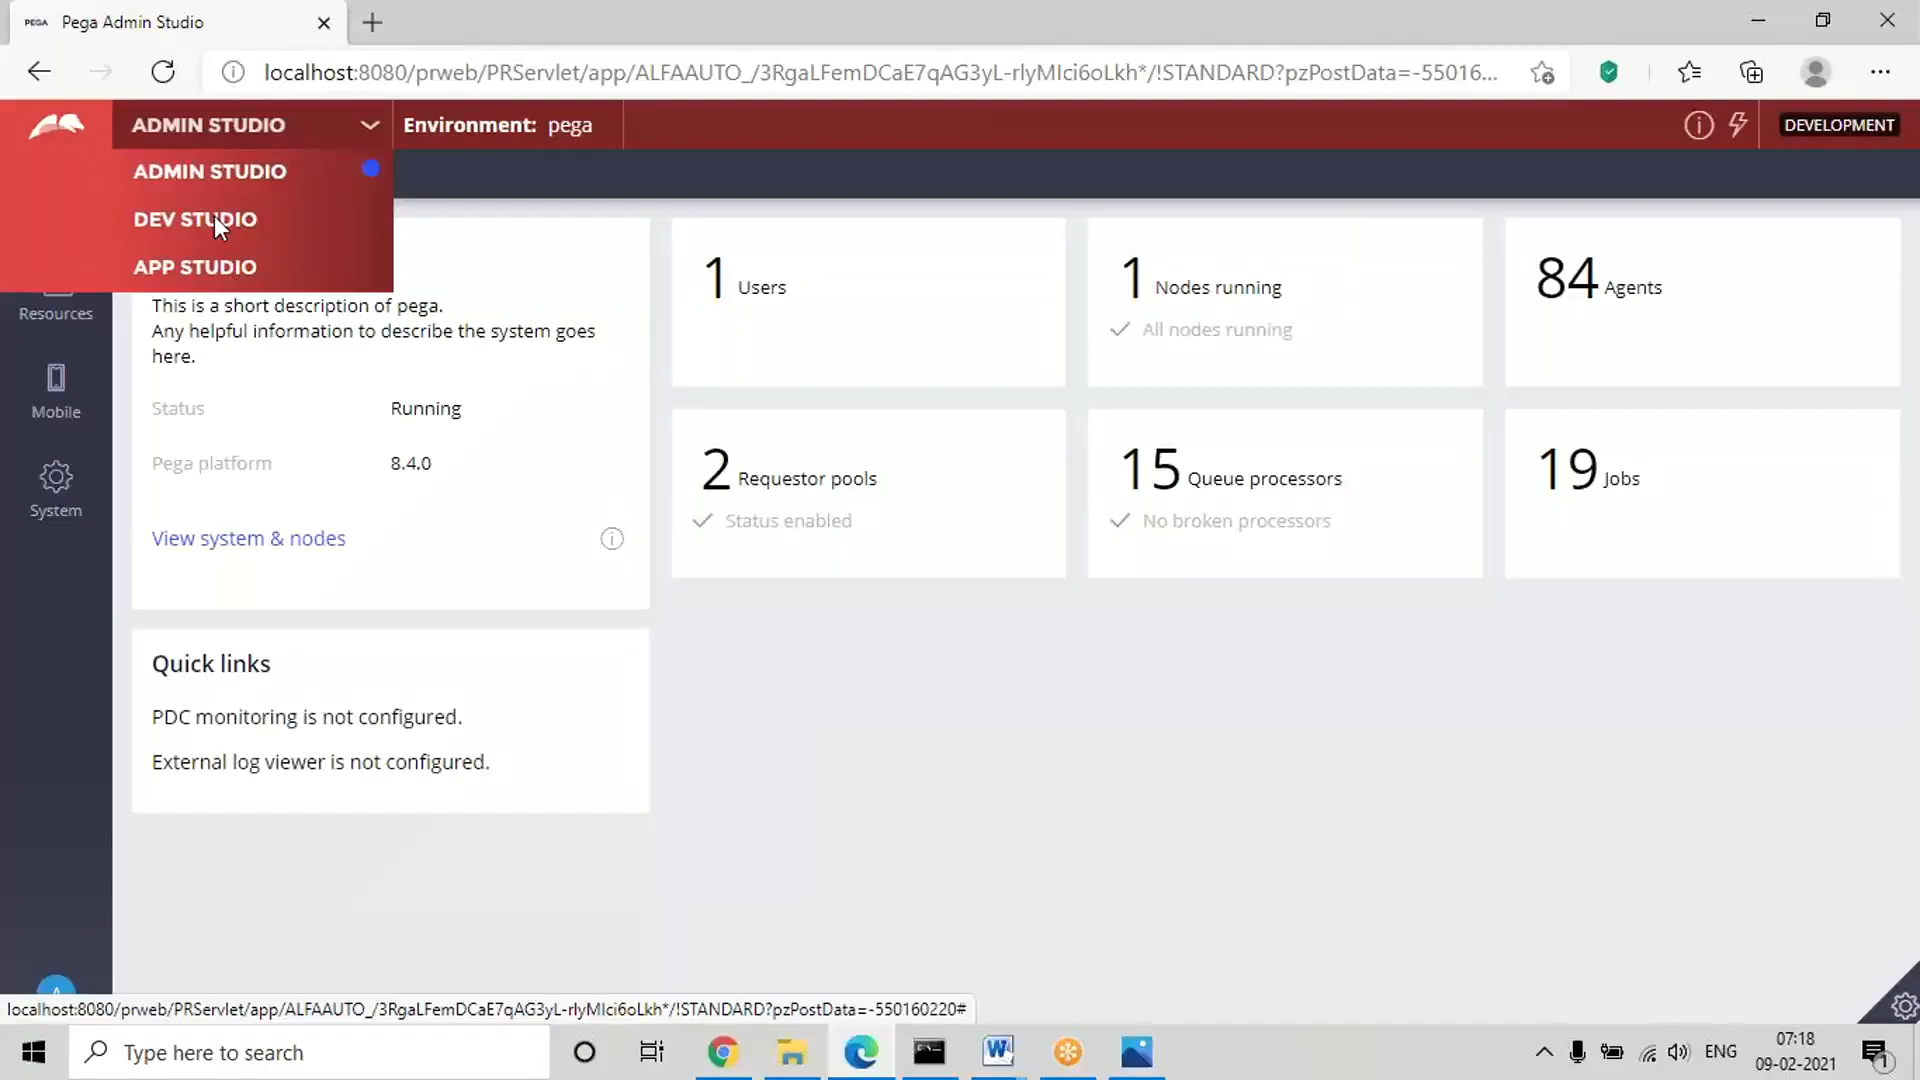 PEGA Pega Admin Studio
localhost:8080/prweb/PRServlet/app/ALFAAUTO_/3RgaLFemDCaE7qAG3yL-rlyMIci6oLkh*/!STANDARD?pzPostData=-55016...
ADMIN STUDIO Environment: pega DEVELOPMENT
ADMIN STUDIO
DEV STUDIO
APP STUDIO
Resources
Mobile
System
This is a short description of pega.
Any helpful information to describe the system goes
here.
Status Running
Pega platform 8.4.0
View system & nodes
1 Users
1 Nodes running
All nodes running
84 Agents
2 Requestor pools
Status enabled
15 Queue processors
No broken processors
19 Jobs
Quick links
PDC monitoring is not configured.
External log viewer is not configured.
localhost:8080/prweb/PRServlet/app/ALFAAUTO_/3RgaLFemDCaE7qAG3yL-rlyMIci6oLkh*/!STANDARD?pzPostData=-550160220#
Type here to search
ENG
07:18
09-02-2021
1